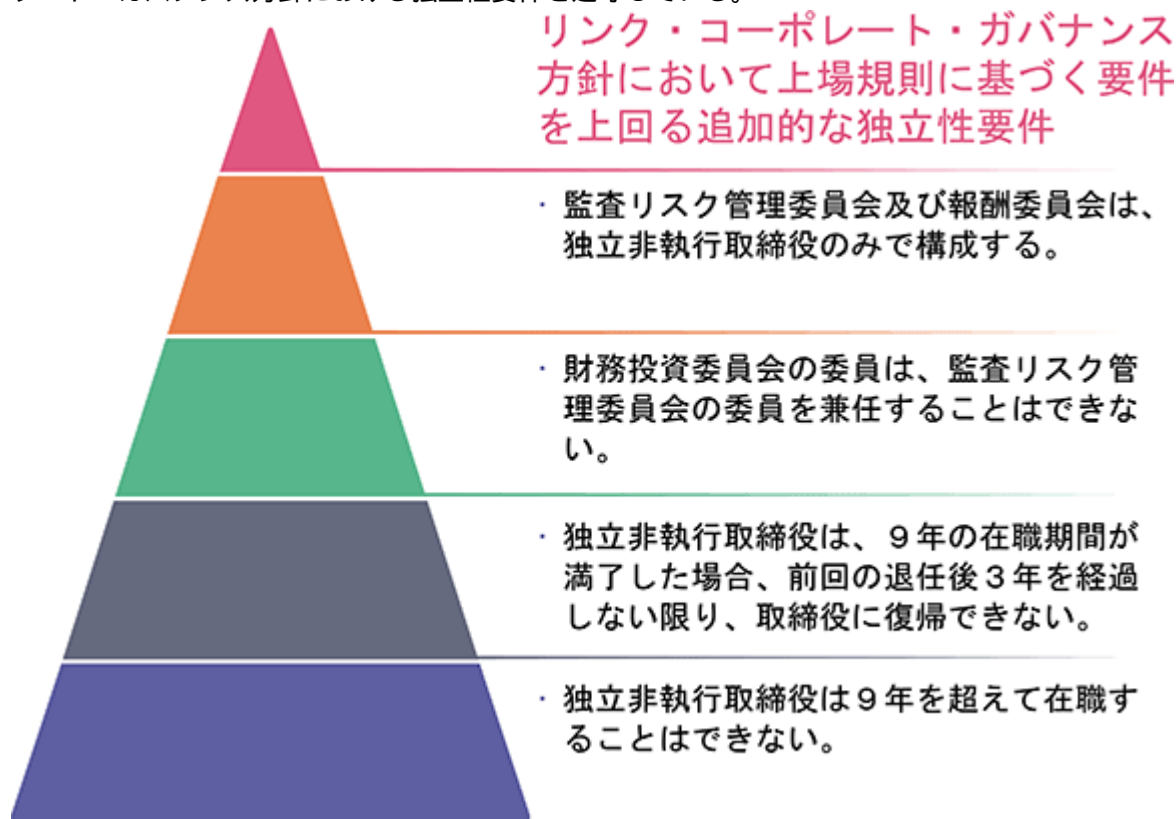 リンク・コーポレート・ガバナンス
方針において上場規則に基づく要件
を上回る追加的な独立性要件
・監査リスク管理委員会及び報酬委員会は、
独立非執行取締役のみで構成する。
・財務投資委員会の委員は、監査リスク管
理委員会の委員を兼任することはできな
い。
・独立非執行取締役は、９年の在職期間が
満了した場合、前回の退任後３年を経過
しない限り、取締役に復帰できない。
・独立非執行取締役は９年を超えて在職す
ることはできない。